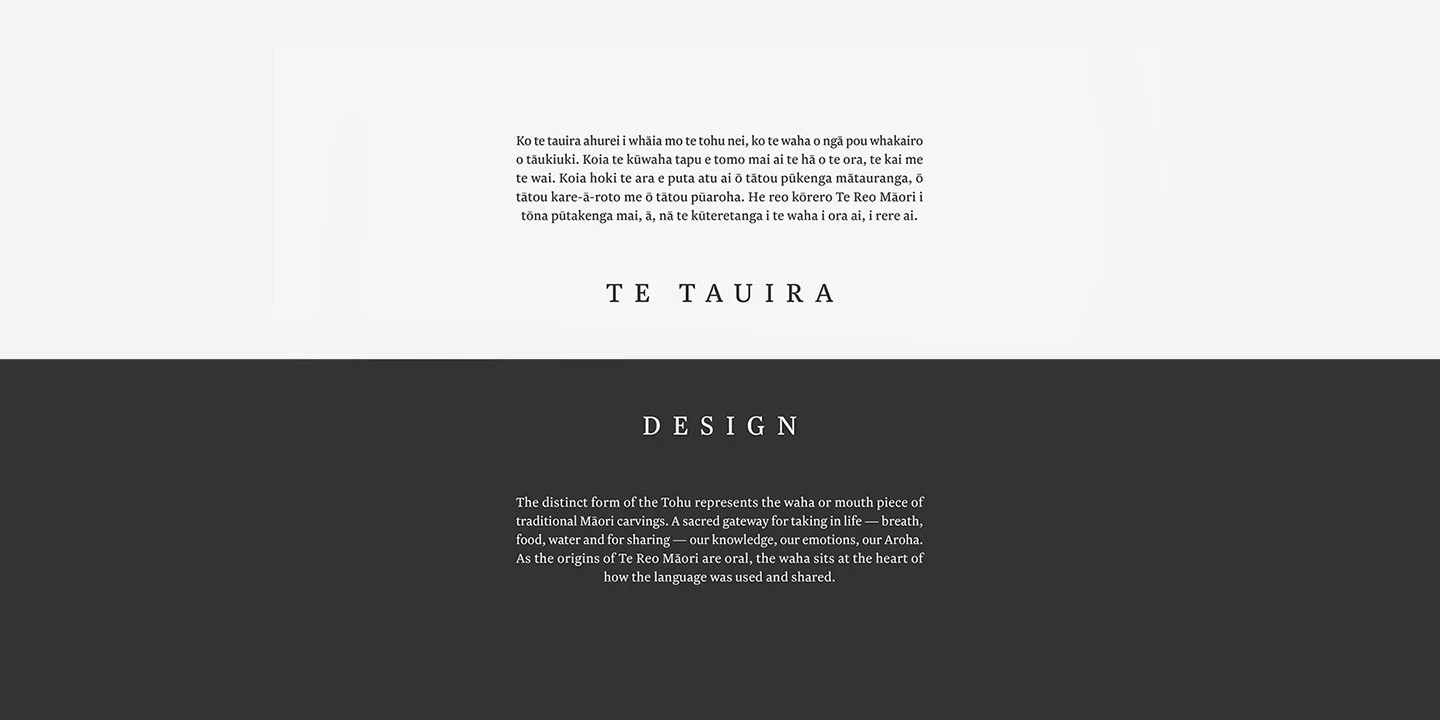 Ko te tauira ahurei i whāia mo te tohu nei, ko te waha o ngā pou whakairo
o tāukiuki. Koia te kūwaha tapu e tomo mai ai te hā o te ora, te kai me
te wai. Koia hoki te ara e puta atu ai ō tātou pūkenga mātauranga, ō
tātou kare-ā-roto me ō tātou pūaroha. He reo kōrero Te Reo Māori i
tōna pūtakenga mai, ā, nā te kūteretanga i te waha i ora ai, i rere ai.
TE TAUIRA
DESIGN
The distinct form of the Tohu represents the waha or mouth piece of
traditional Māori carvings. A sacred gateway for taking in life — breath,
food, water and for sharing — our knowledge, our emotions, our Aroha.
As the origins of Te Reo Māori are oral, the waha sits at the heart of
how the language was used and shared.